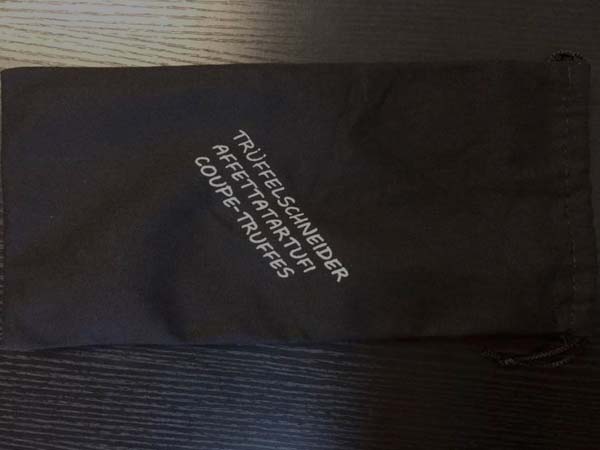 TRÜFFELSCHNEIDER
AFFETTATARTUFI
COUPE-TRUFFES